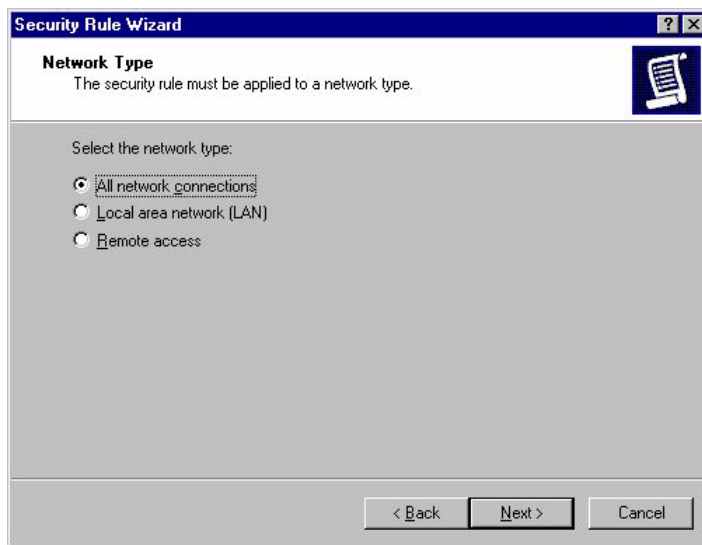 Security Rule Wizard
Network Type
The security rule must be applied to a network type.
Select the network type:
All network connections
Local area network (LAN)
Remote access
< Back Next > Cancel